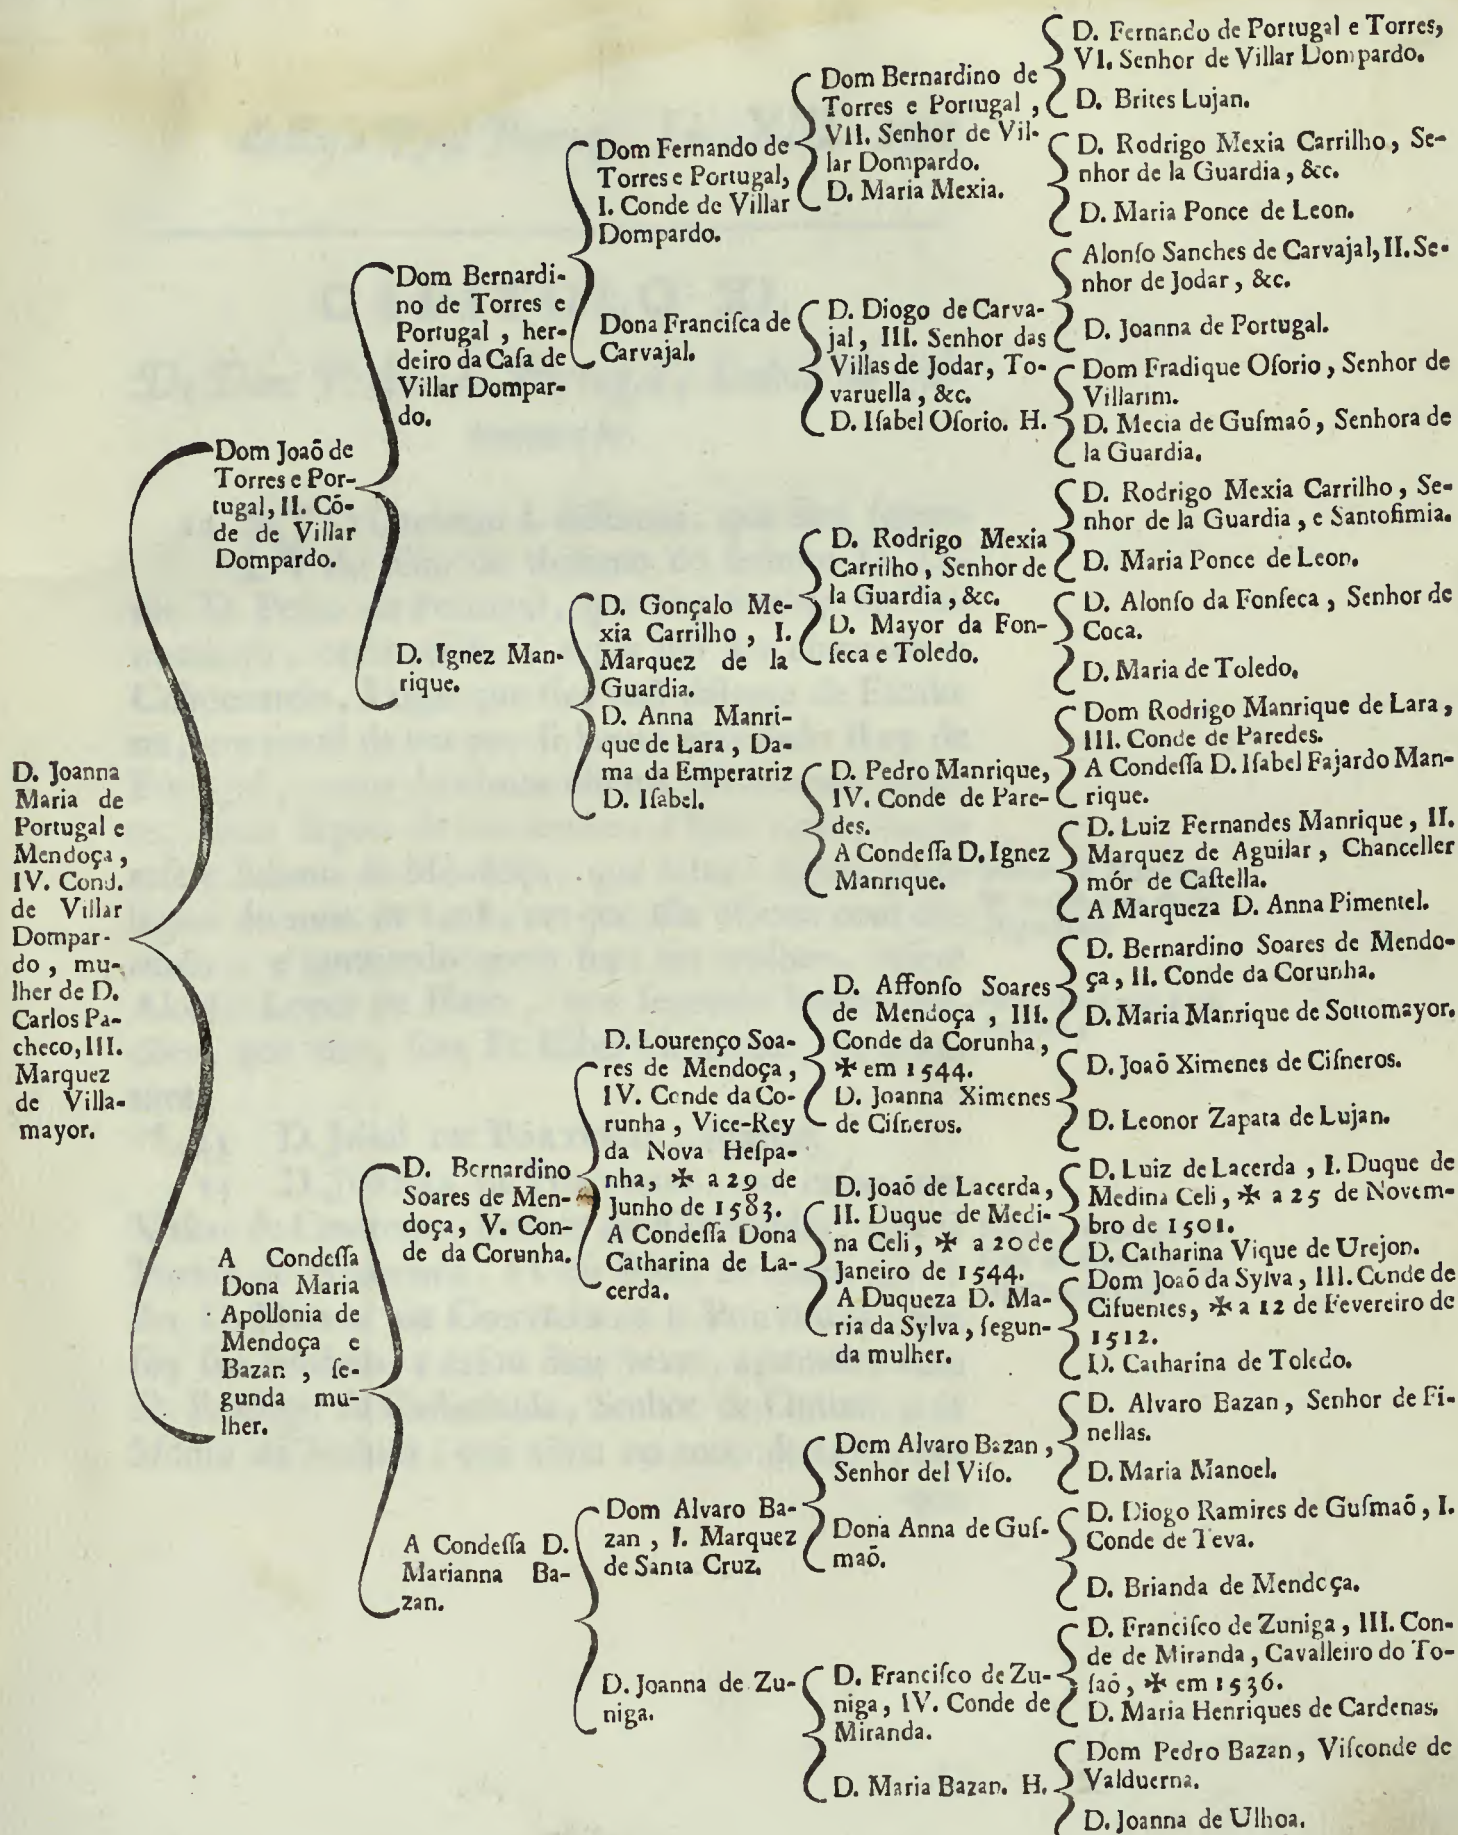 D. Joanna
Maria de
Portugal e
Mendoça,
IV. Cond.
de Villar
Dompar-
do, mu-
lher de D.
Carlos Pa-
checo, III.
Marquez
de Villa-
mayor.
Dom Joaõ de
Torres e Por-
tugal, II. Cõ-
de de Villar
Dompardo.
A Condeſſa
Dona Maria
Apollonia de
Mendoça e
Bazan, ſe-
gunda mu-
lher.
Dom Bernardi-
no de Torres e
Portugal, her-
deiro da Caſa de
Villar Dompar-
do.
D. Ignez Man-
rique.
D. Bernardino
Soares de Men-
doça, V. Con-
de da Corunha.
A Condeſſa D.
Marianna Ba-
zan.
Dom Fernando de
Torres e Portugal,
I. Conde de Villar
Dompardo.
Dona Franciſca de
Carvajal.
D. Gonçalo Me-
xia Carrilho, I.
Marquez de la
Guardia.
D. Anna Manri-
que de Lara, Da-
ma da Emperatriz
D. Iſabel.
D. Lourenço Soa-
res de Mendoça,
IV. Conde da Co-
runha, Vice-Rey
da Nova Heſpa-
nha, ✠ a 29 de
Junho de 1583.
A Condeſſa Dona
Catharina de La-
cerda.
Dom Alvaro Ba-
zan, I. Marquez
de Santa Cruz.
D. Joanna de Zu-
niga.
Dom Bernardino de
Torres e Portugal,
VII. Senhor de Vil-
lar Dompardo.
D. Maria Mexia.
D. Diogo de Carva-
jal, III. Senhor das
Villas de Jodar, To-
varuella, &c.
D. Iſabel Oſorio. H.
D. Rodrigo Mexia
Carrilho, Senhor de
la Guardia, &c.
D. Mayor da Fon-
ſeca e Toledo.
D. Pedro Manrique,
IV. Conde de Pare-
des.
A Condeſſa D. Ignez
Manrique.
D. Affonſo Soares
de Mendoça, III.
Conde da Corunha,
✠ em 1544.
D. Joanna Ximenes
de Ciſneros.
D. Joaõ de Lacerda,
II. Duque de Medi-
na Celi, ✠ a 20 de
Janeiro de 1544.
A Duqueza D. Ma-
ria da Sylva, ſegun-
da mulher.
Dom Alvaro Bazan,
Senhor del Viſo.
Dona Anna de Guſ-
maõ.
D. Franciſco de Zu-
niga, IV. Conde de
Miranda.
D. Maria Bazan. H.
D. Fernando de Portugal e Torres,
VI. Senhor de Villar Dompardo.
D. Brites Lujan.
D. Rodrigo Mexia Carrilho, Se-
nhor de la Guardia, &c.
D. Maria Ponce de Leon.
Alonſo Sanches de Carvajal, II. Se-
nhor de Jodar, &c.
D. Joanna de Portugal.
Dom Fradique Oſorio, Senhor de
Villarim.
D. Mecia de Guſmaõ, Senhora de
la Guardia.
D. Rodrigo Mexia Carrilho, Se-
nhor de la Guardia, e Santofimia.
D. Maria Ponce de Leon.
D. Alonſo da Fonſeca, Senhor de
Coca.
D. Maria de Toledo.
Dom Rodrigo Manrique de Lara,
III. Conde de Paredes.
A Condeſſa D. Iſabel Fajardo Man-
rique.
D. Luiz Fernandes Manrique, II.
Marquez de Aguilar, Chanceller
mór de Caſtella.
A Marqueza D. Anna Pimentel.
D. Bernardino Soares de Mendo-
ça, II. Conde da Corunha.
D. Maria Manrique de Sottomayor.
D. Joaõ Ximenes de Ciſneros.
D. Leonor Zapata de Lujan.
D. Luiz de Lacerda, I. Duque de
Medina Celi, ✠ a 25 de Novem-
bro de 1501.
D. Catharina Vique de Urejon.
Dom Joaõ da Sylva, III. Conde de
Cifuentes, ✠ a 12 de Fevereiro de
1512.
D. Catharina de Toledo.
D. Alvaro Bazan, Senhor de Fi-
nellas.
D. Maria Manoel.
D. Diogo Ramires de Guſmaõ, I.
Conde de Teva.
D. Brianda de Mendoça.
D. Franciſco de Zuniga, III. Con-
de de Miranda, Cavalleiro do To-
ſaõ, ✠ em 1536.
D. Maria Henriques de Cardenas.
Dom Pedro Bazan, Viſconde de
Valduerna.
D. Joanna de Ulhoa.